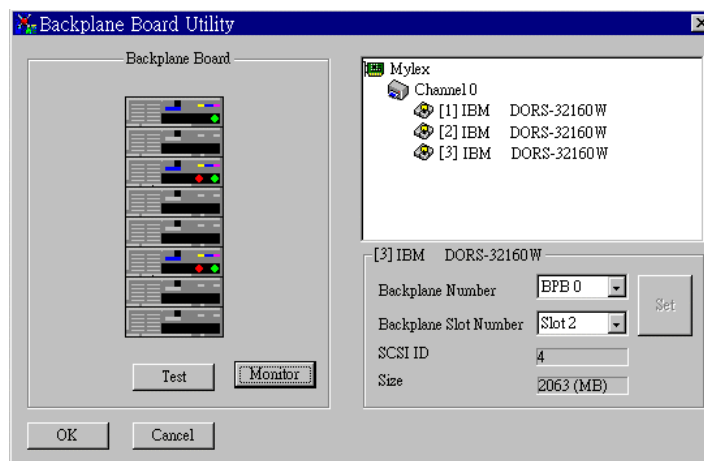 Backplane Board Utility
Backplane Board
Test
Monitor
OK
Cancel
Mylex
Channel 0
[1] IBM DORS-32160W
[2] IBM DORS-32160W
[3] IBM DORS-32160W
[3] IBM DORS-32160W
Backplane Number
BPB 0
Backplane Slot Number
Slot 2
Set
SCSI ID
4
Size
2063 (MB)